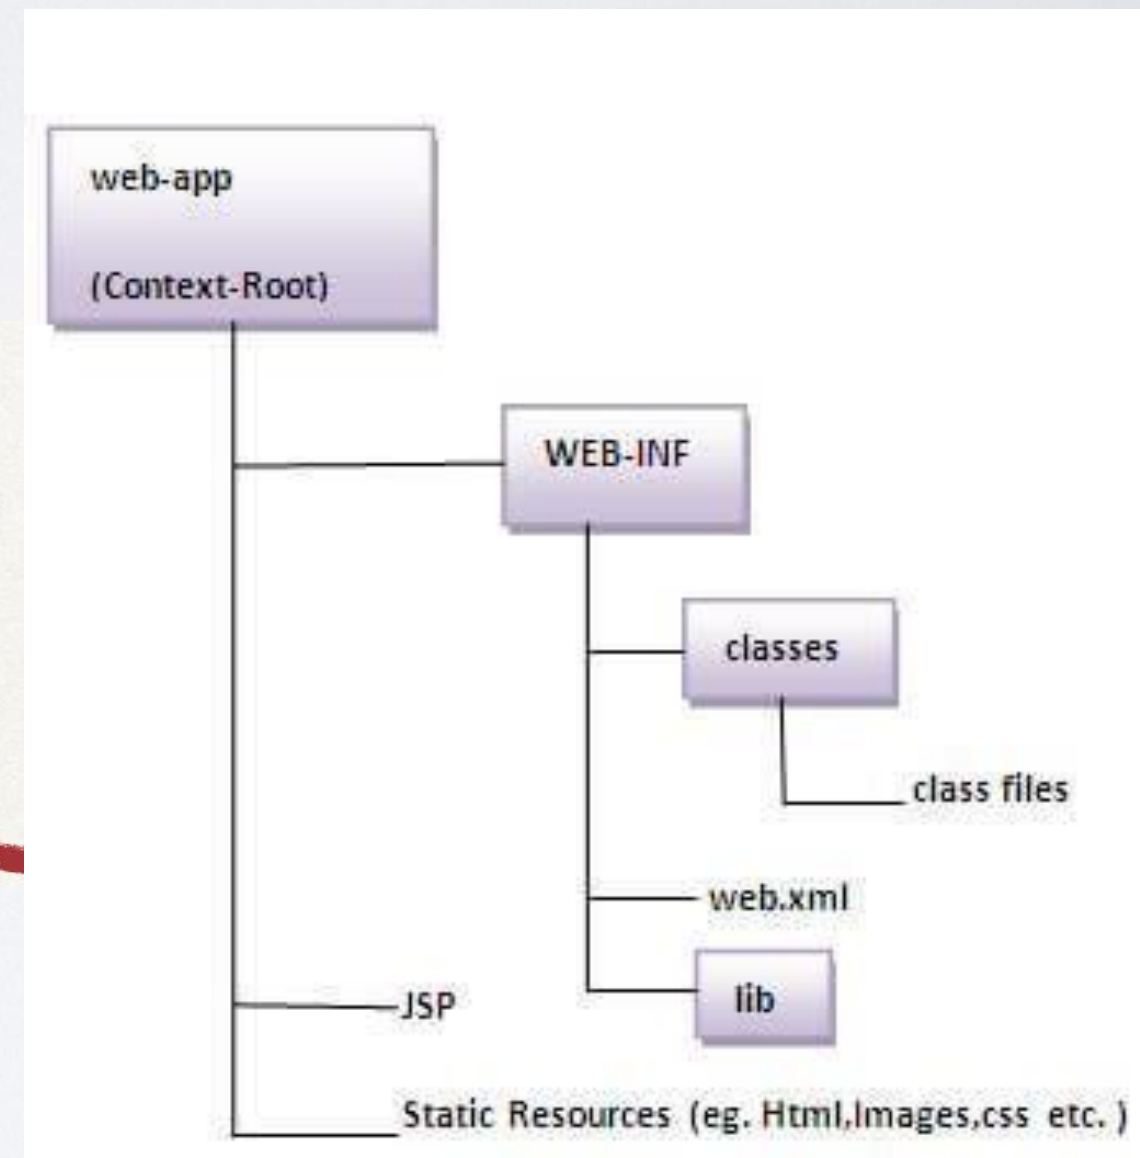 web-app
(Context-Root)
WEB-INF
classes
class files
web.xml
lib
JSP
Static Resources (eg. Html,Images,css etc. )